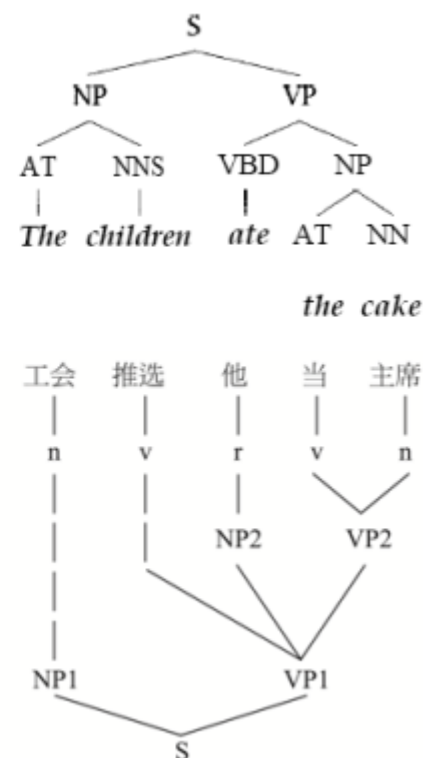 S
NP VP
AT NNS VBD NP
The children ate AT NN
the cake
工会 推选 他 当 主席
n v r v n
NP2 VP2
NP1 VP1
S